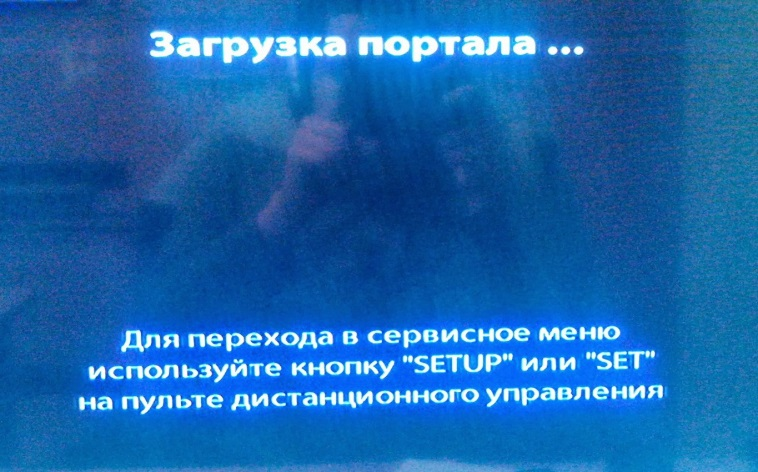 Загрузка портала ...
Для перехода в сервисное меню
используйте кнопку "SETUP" или "SET"
на пульте дистанционного управления